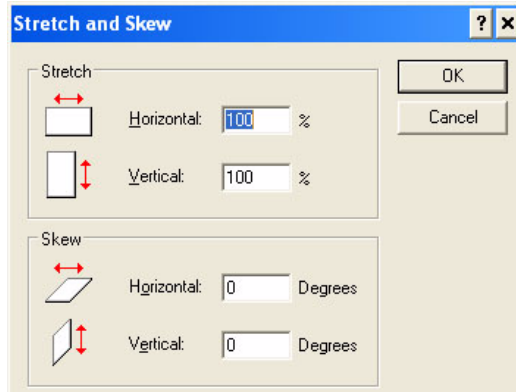 Stretch and Skew
?
Stretch
OK
Horizontal: 100 %
Cancel
Vertical: 100 %
Skew
Horizontal: 0 Degrees
Vertical: 0 Degrees